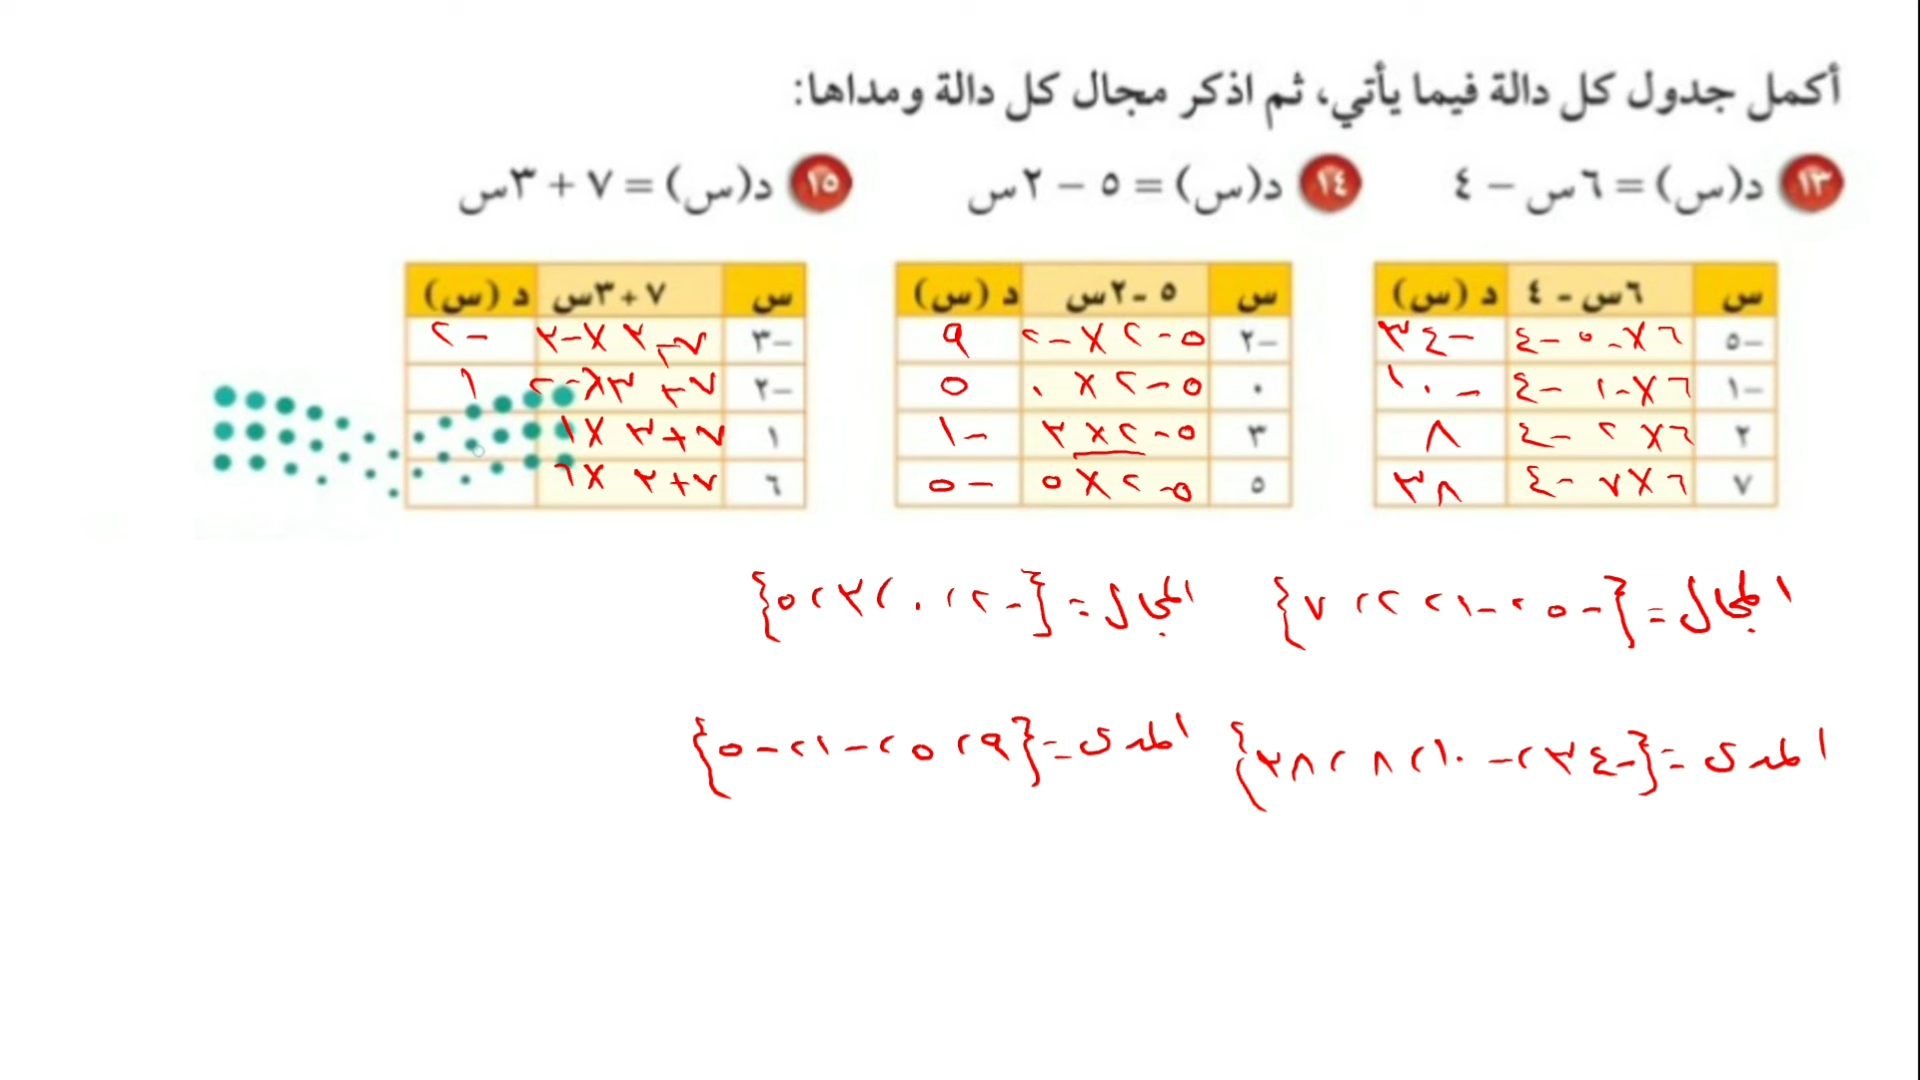 أكمل جدول كل دالة فيما يأتي، ثم اذكر مجال كل دالة ومداها:
١٣ د(س) = ٦س − ٤
١٤ د(س) = ٥ − ٢س
١٥ د(س) = ٧ + ٣س
س ٦س - ٤ د (س)
−٥ ٦×-٥ -٤ -٣٤
−١ ٦×-١ -٤ -١٠
٢ ٦×٢ -٤ ٨
٧ ٦×٧ -٤ ٣٨
س ٥ - ٢س د (س)
−٢ ٥-٢×-٢ ٩
٠ ٥-٢×٠ ٥
٣ ٥-٢×٣ -١
٥ ٥-٢×٥ -٥
س ٧ + ٣س د (س)
−٣ ٧+٣×-٣ -٢
−٢ ٧+٣×-٢ ١
١ ٧+٣×١
٦ ٧+٣×٦
المجال = {-٥، -١، ٢، ٧}
المجال = {-٢، ٠، ٣، ٥}
المدى = {-٣٤، -١٠، ٨، ٣٨}
المدى = {٩، ٥، -١، -٥}